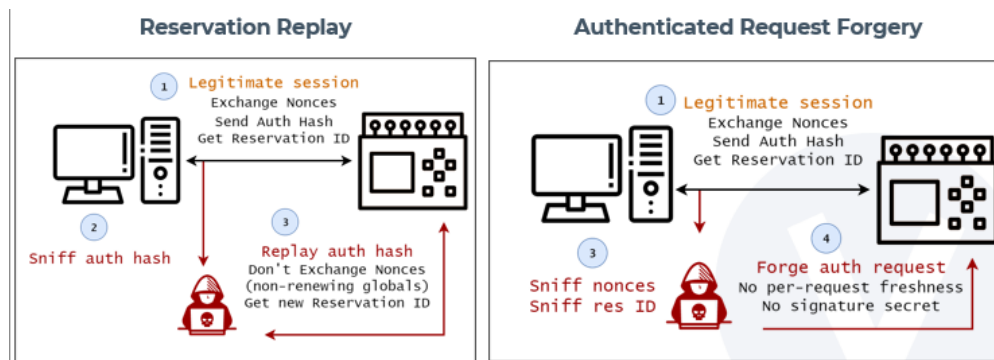 Reservation Replay
1
Legitimate session
Exchange Nonces
Send Auth Hash
Get Reservation ID
2
Sniff auth hash
3
Replay auth hash
Don't Exchange Nonces
(non-renewing globals)
Get new Reservation ID
Authenticated Request Forgery
1
Legitimate session
Exchange Nonces
Send Auth Hash
Get Reservation ID
3
Sniff nonces
Sniff res ID
4
Forge auth request
No per-request freshness
No signature secret